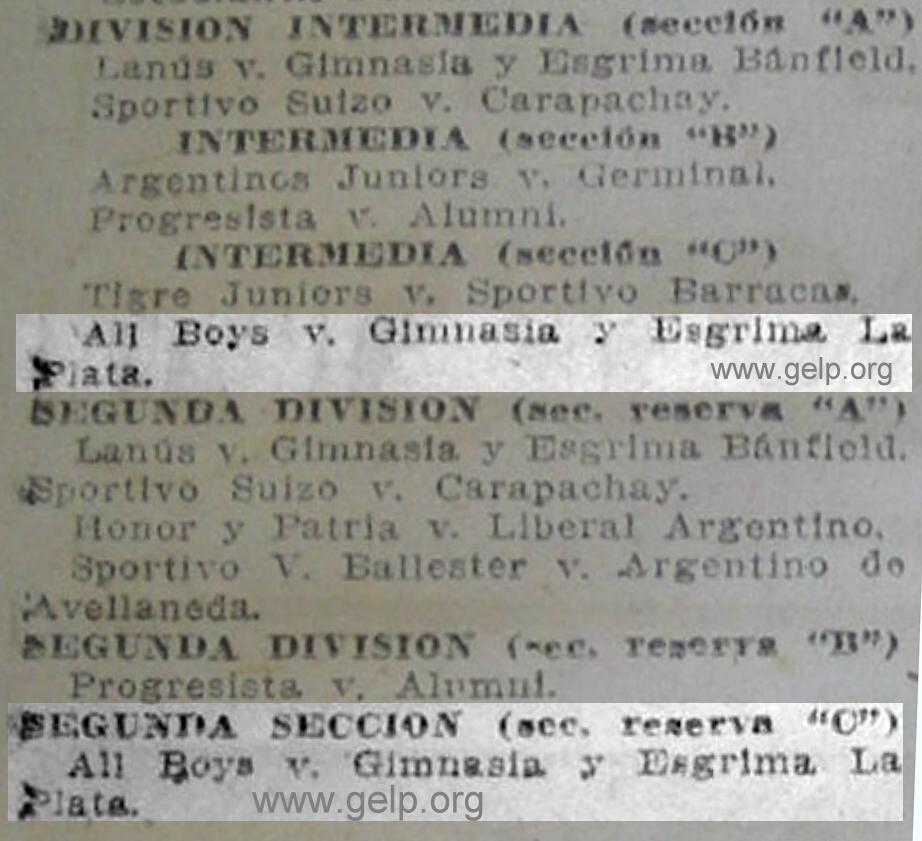 DIVISION INTERMEDIA (sección "A")
Lanús v. Gimnasia y Esgrima Bánfield.
Sportivo Suizo v. Carapachay.
INTERMEDIA (sección "B")
Argentinos Juniors v. Germinal.
Progresista v. Alumni.
INTERMEDIA (sección "C")
Tigre Juniors v. Sportivo Barracas.
All Boys v. Gimnasia y Esgrima La
Plata.
www.gelp.org
SEGUNDA DIVISION (sec. reserva "A")
Lanús v. Gimnasia y Esgrima Bánfield.
Sportivo Suizo v. Carapachay.
Honor y Patria v. Liberal Argentino.
Sportivo V. Ballester v. Argentino de
Avellaneda.
SEGUNDA DIVISION (sec. reserva "B")
Progresista v. Alumni.
SEGUNDA SECCION (sec. reserva "C")
All Boys v. Gimnasia y Esgrima La
Plata.
www.gelp.org